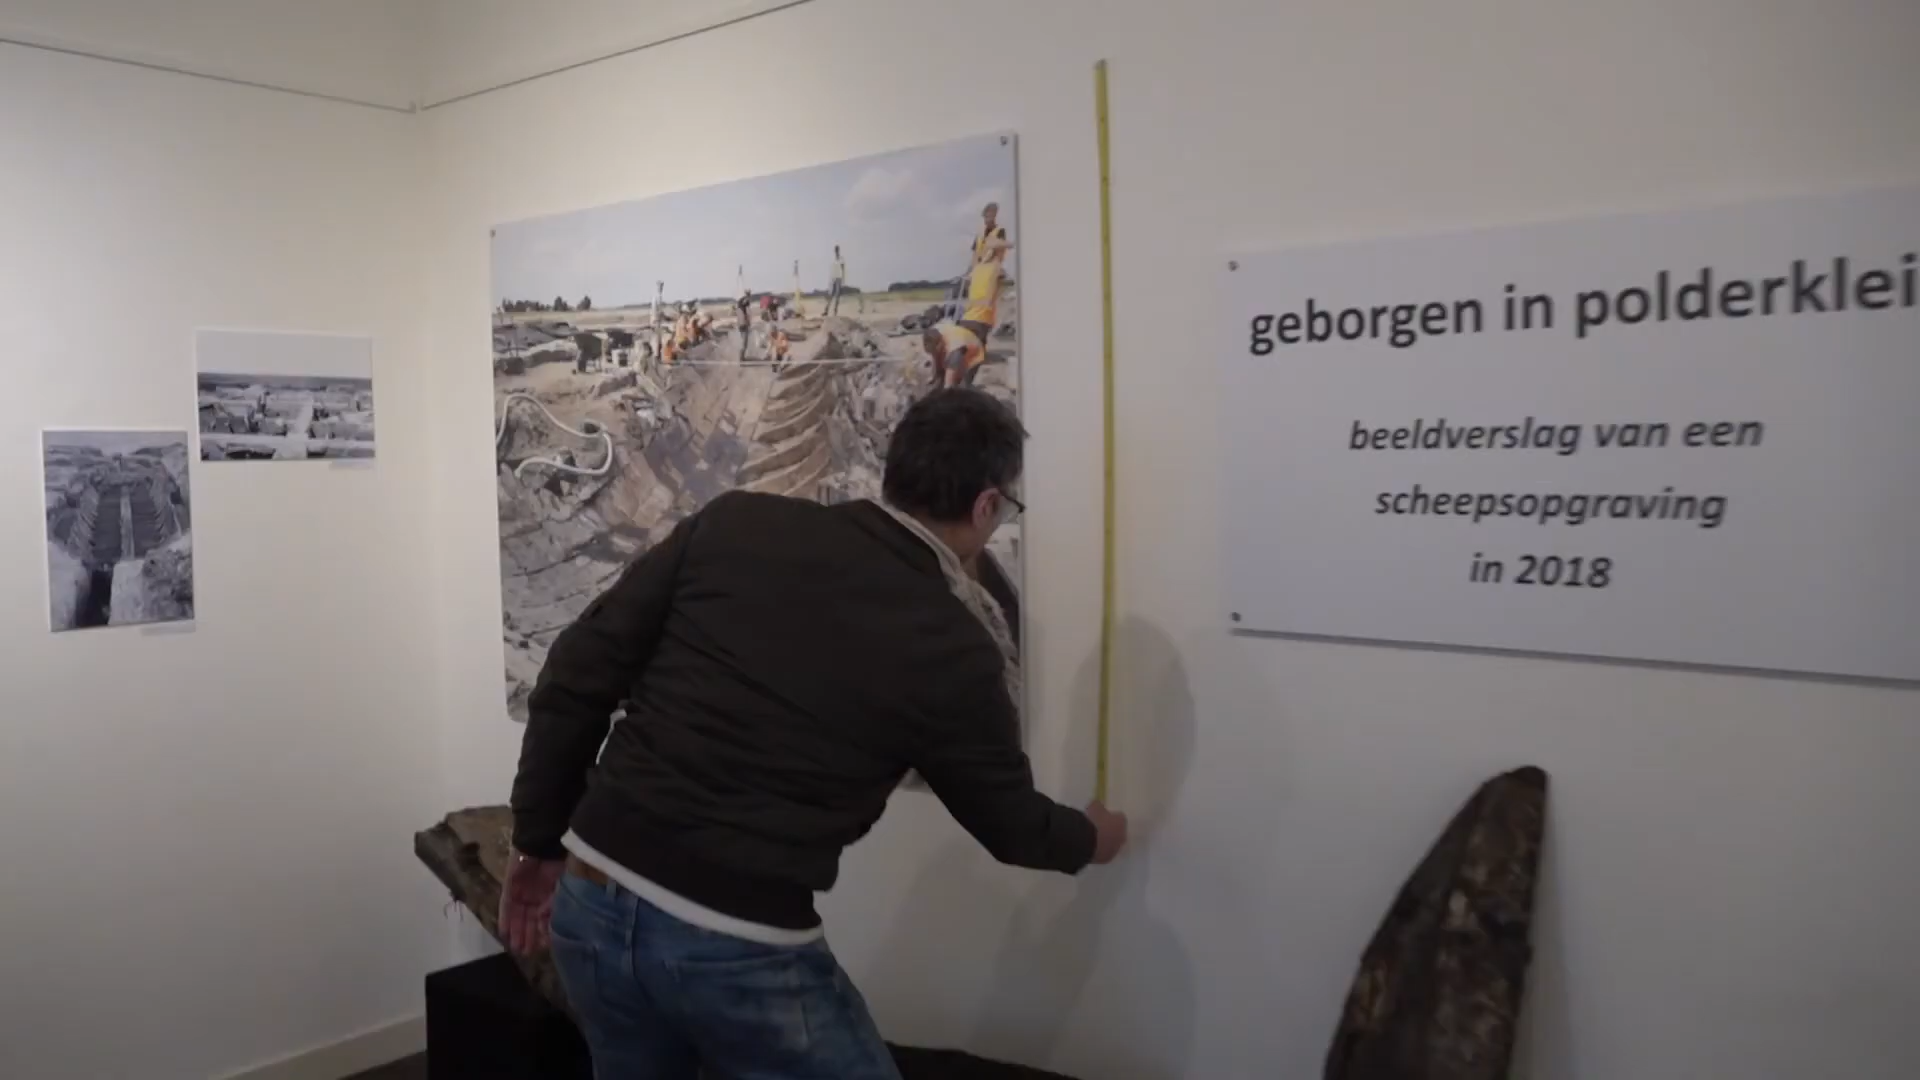 geborgen in polderklei
beeldverslag van een
scheepsopgraving
in 2018